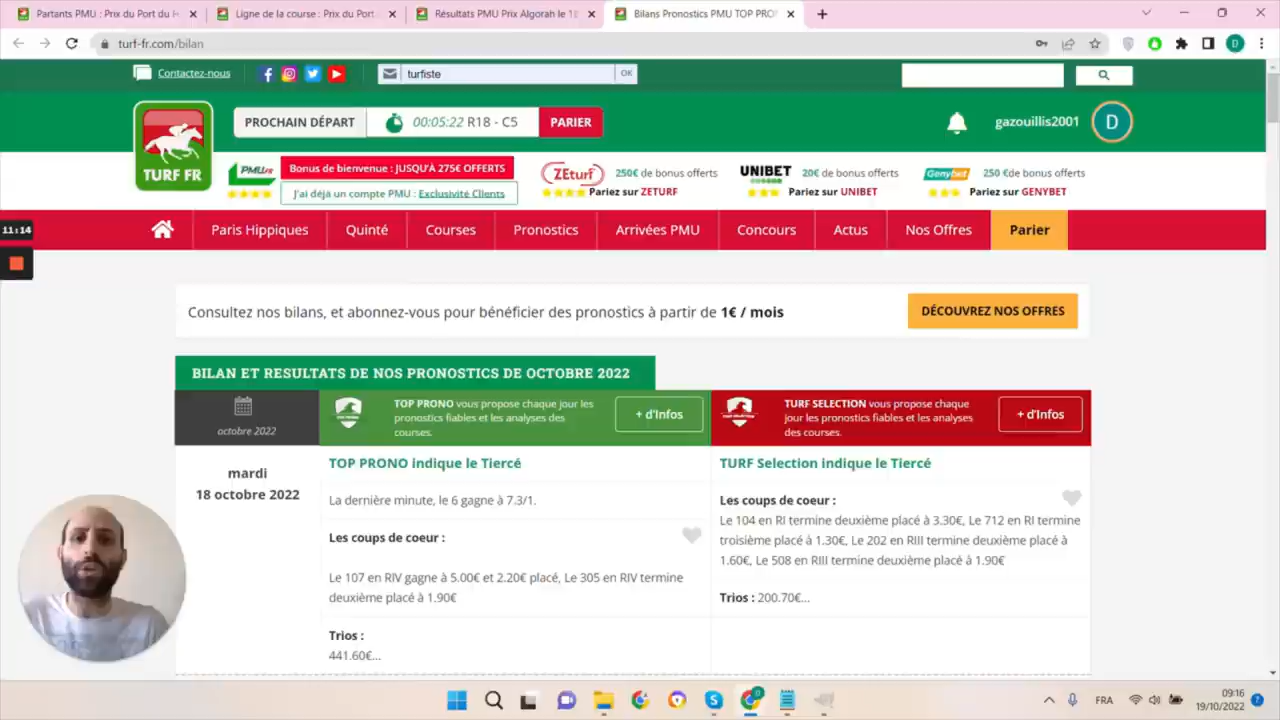 Partants PMU : Prix du Port du H
Ligne de la course : Prix du Port
Résultats PMU Prix Algorah le 18
Bilans Pronostics PMU TOP PRO
turf-fr.com/bilan
D
Contactez-nous
turfiste
OK
PROCHAIN DÉPART
00:05:22 R18 - C5
PARIER
gazouillis2001
D
TURF FR
PMU.FR
Bonus de bienvenue : JUSQU'À 275€ OFFERTS
J'ai déjà un compte PMU : Exclusivité Clients
ZEturf
250€ de bonus offerts
Pariez sur ZETURF
UNIBET
20€ de bonus offerts
Pariez sur UNIBET
Genybet
250 €de bonus offerts
Pariez sur GENYBET
11:14
Paris Hippiques
Quinté
Courses
Pronostics
Arrivées PMU
Concours
Actus
Nos Offres
Parier
Consultez nos bilans, et abonnez-vous pour bénéficier des pronostics à partir de 1€ / mois
DÉCOUVREZ NOS OFFRES
BILAN ET RESULTATS DE NOS PRONOSTICS DE OCTOBRE 2022
octobre 2022
TOP PRONO vous propose chaque jour les
pronostics fiables et les analyses des
courses.
+ d'Infos
TURF SELECTION vous propose chaque
jour les pronostics fiables et les analyses
des courses.
+ d'Infos
mardi
18 octobre 2022
TOP PRONO indique le Tiercé
La dernière minute, le 6 gagne à 7.3/1.
Les coups de coeur :
Le 107 en RIV gagne à 5.00€ et 2.20€ placé, Le 305 en RIV termine
deuxième placé à 1.90€
Trios :
441.60€...
TURF Selection indique le Tiercé
Les coups de coeur :
Le 104 en RI termine deuxième placé à 3.30€, Le 712 en RI termine
troisième placé à 1.30€, Le 202 en RIII termine deuxième placé à
1.60€, Le 508 en RIII termine deuxième placé à 1.90€
Trios : 200.70€...
FRA
09:16
19/10/2022